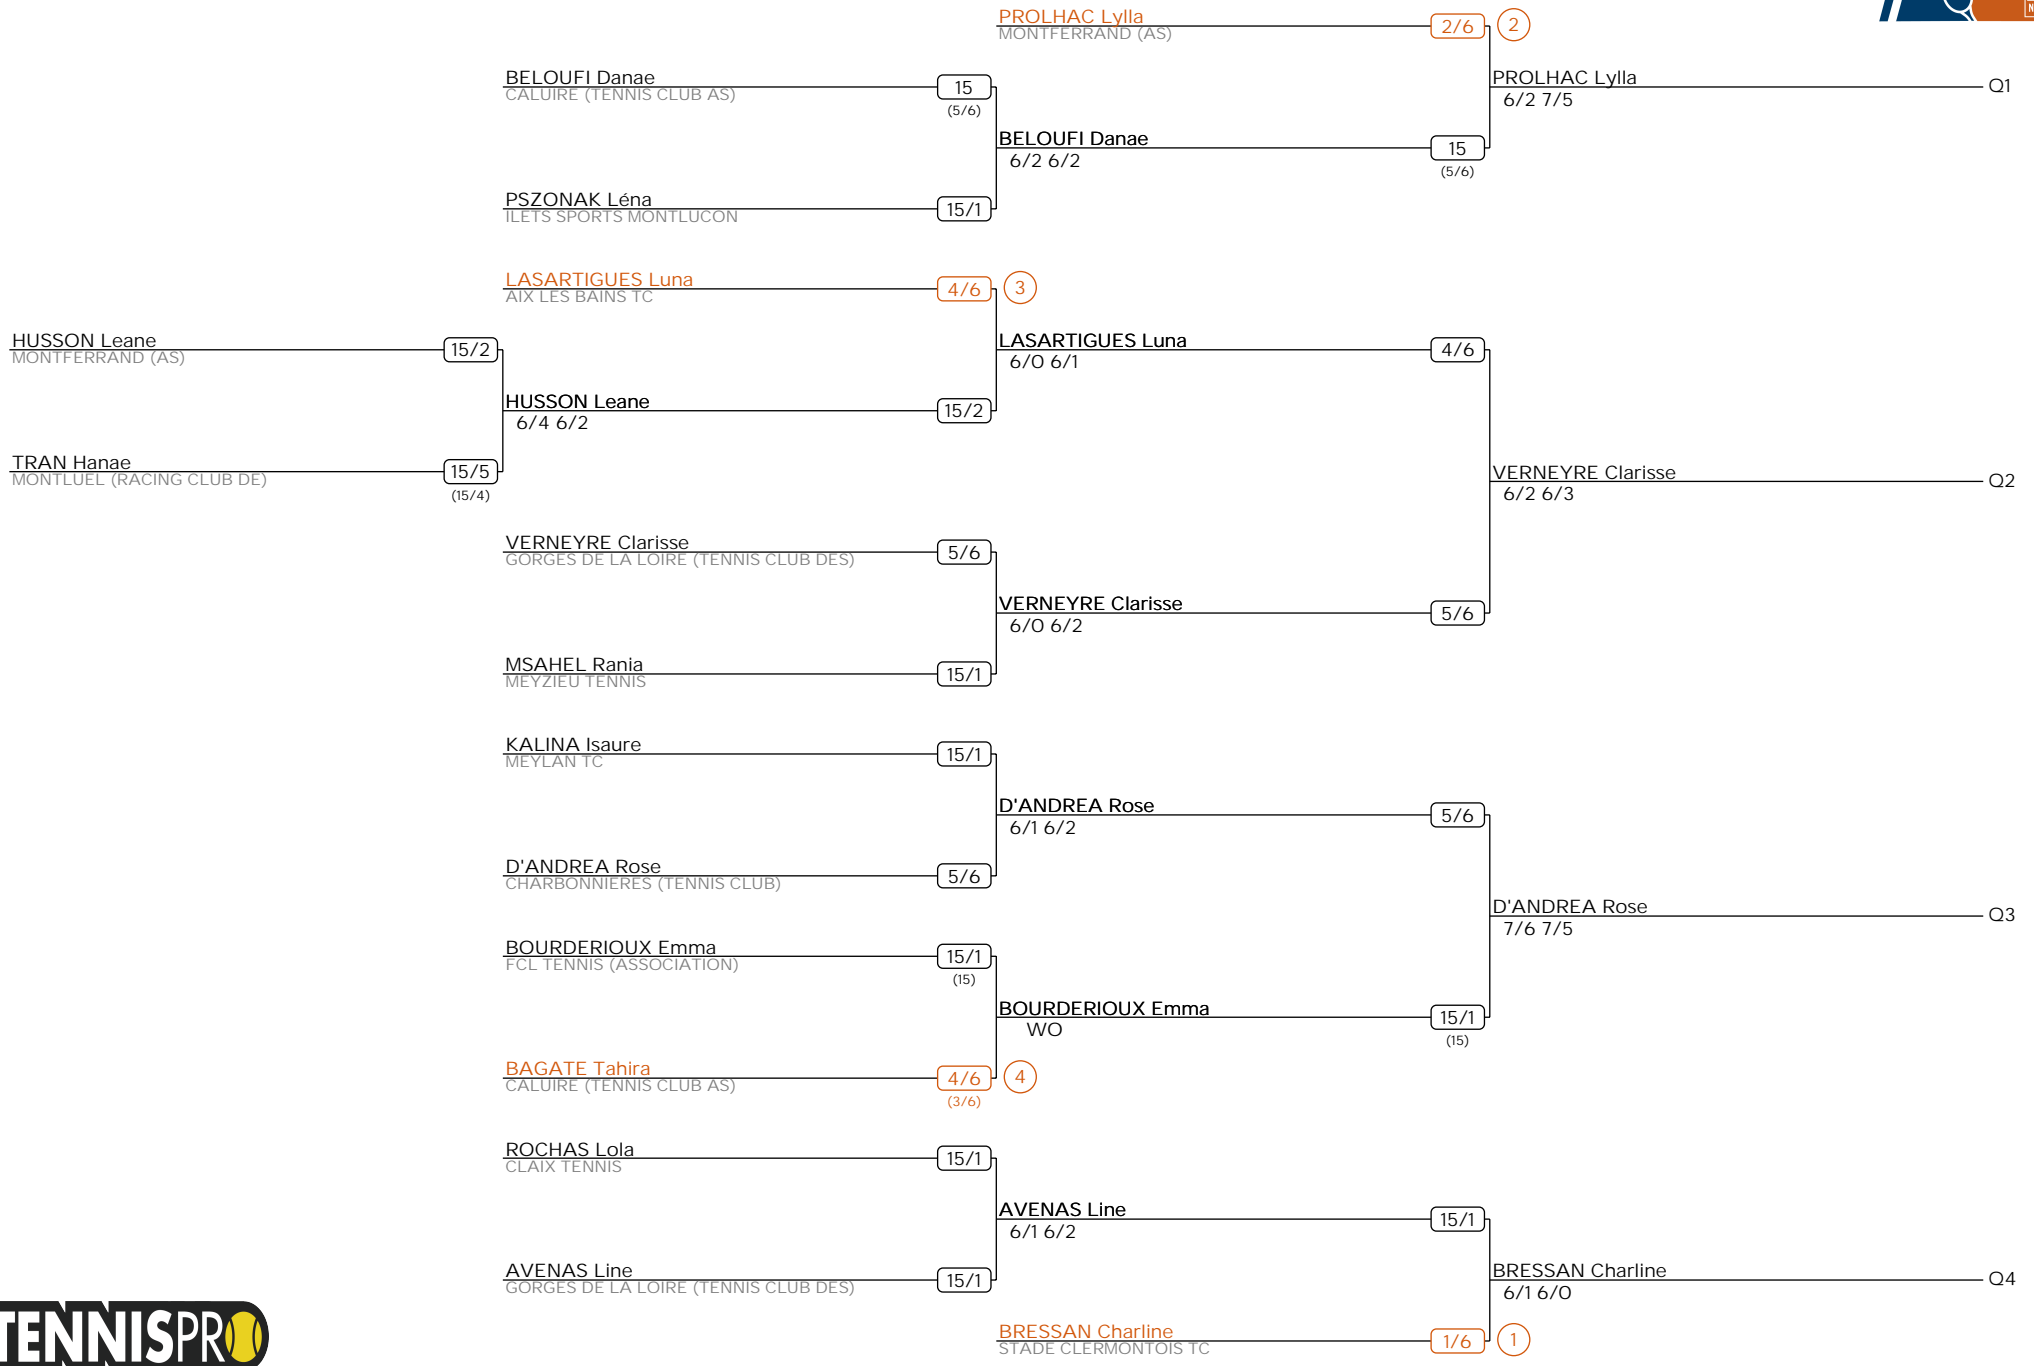 PROLHAC Lylla
MONTFERRAND (AS)
2/6
2
BELOUFI Danae
CALUIRE (TENNIS CLUB AS)
15
(5/6)
PROLHAC Lylla
6/2 7/5
Q1
BELOUFI Danae
6/2 6/2
15
(5/6)
PSZONAK Léna
ILETS SPORTS MONTLUCON
15/1
LASARTIGUES Luna
AIX LES BAINS TC
4/6
3
HUSSON Leane
MONTFERRAND (AS)
15/2
LASARTIGUES Luna
6/0 6/1
4/6
HUSSON Leane
6/4 6/2
15/2
TRAN Hanae
MONTLUEL (RACING CLUB DE)
15/5
(15/4)
VERNEYRE Clarisse
6/2 6/3
Q2
VERNEYRE Clarisse
GORGES DE LA LOIRE (TENNIS CLUB DES)
5/6
VERNEYRE Clarisse
6/0 6/2
5/6
MSAHEL Rania
MEYZIEU TENNIS
15/1
KALINA Isaure
MEYLAN TC
15/1
D'ANDREA Rose
6/1 6/2
5/6
D'ANDREA Rose
CHARBONNIERES (TENNIS CLUB)
5/6
D'ANDREA Rose
7/6 7/5
Q3
BOURDERIOUX Emma
FCL TENNIS (ASSOCIATION)
15/1
(15)
BOURDERIOUX Emma
WO
15/1
(15)
BAGATE Tahira
CALUIRE (TENNIS CLUB AS)
4/6
(3/6)
4
ROCHAS Lola
CLAIX TENNIS
15/1
AVENAS Line
6/1 6/2
15/1
AVENAS Line
GORGES DE LA LOIRE (TENNIS CLUB DES)
15/1
BRESSAN Charline
6/1 6/0
Q4
BRESSAN Charline
STADE CLERMONTOIS TC
1/6
1
TENNISPRO